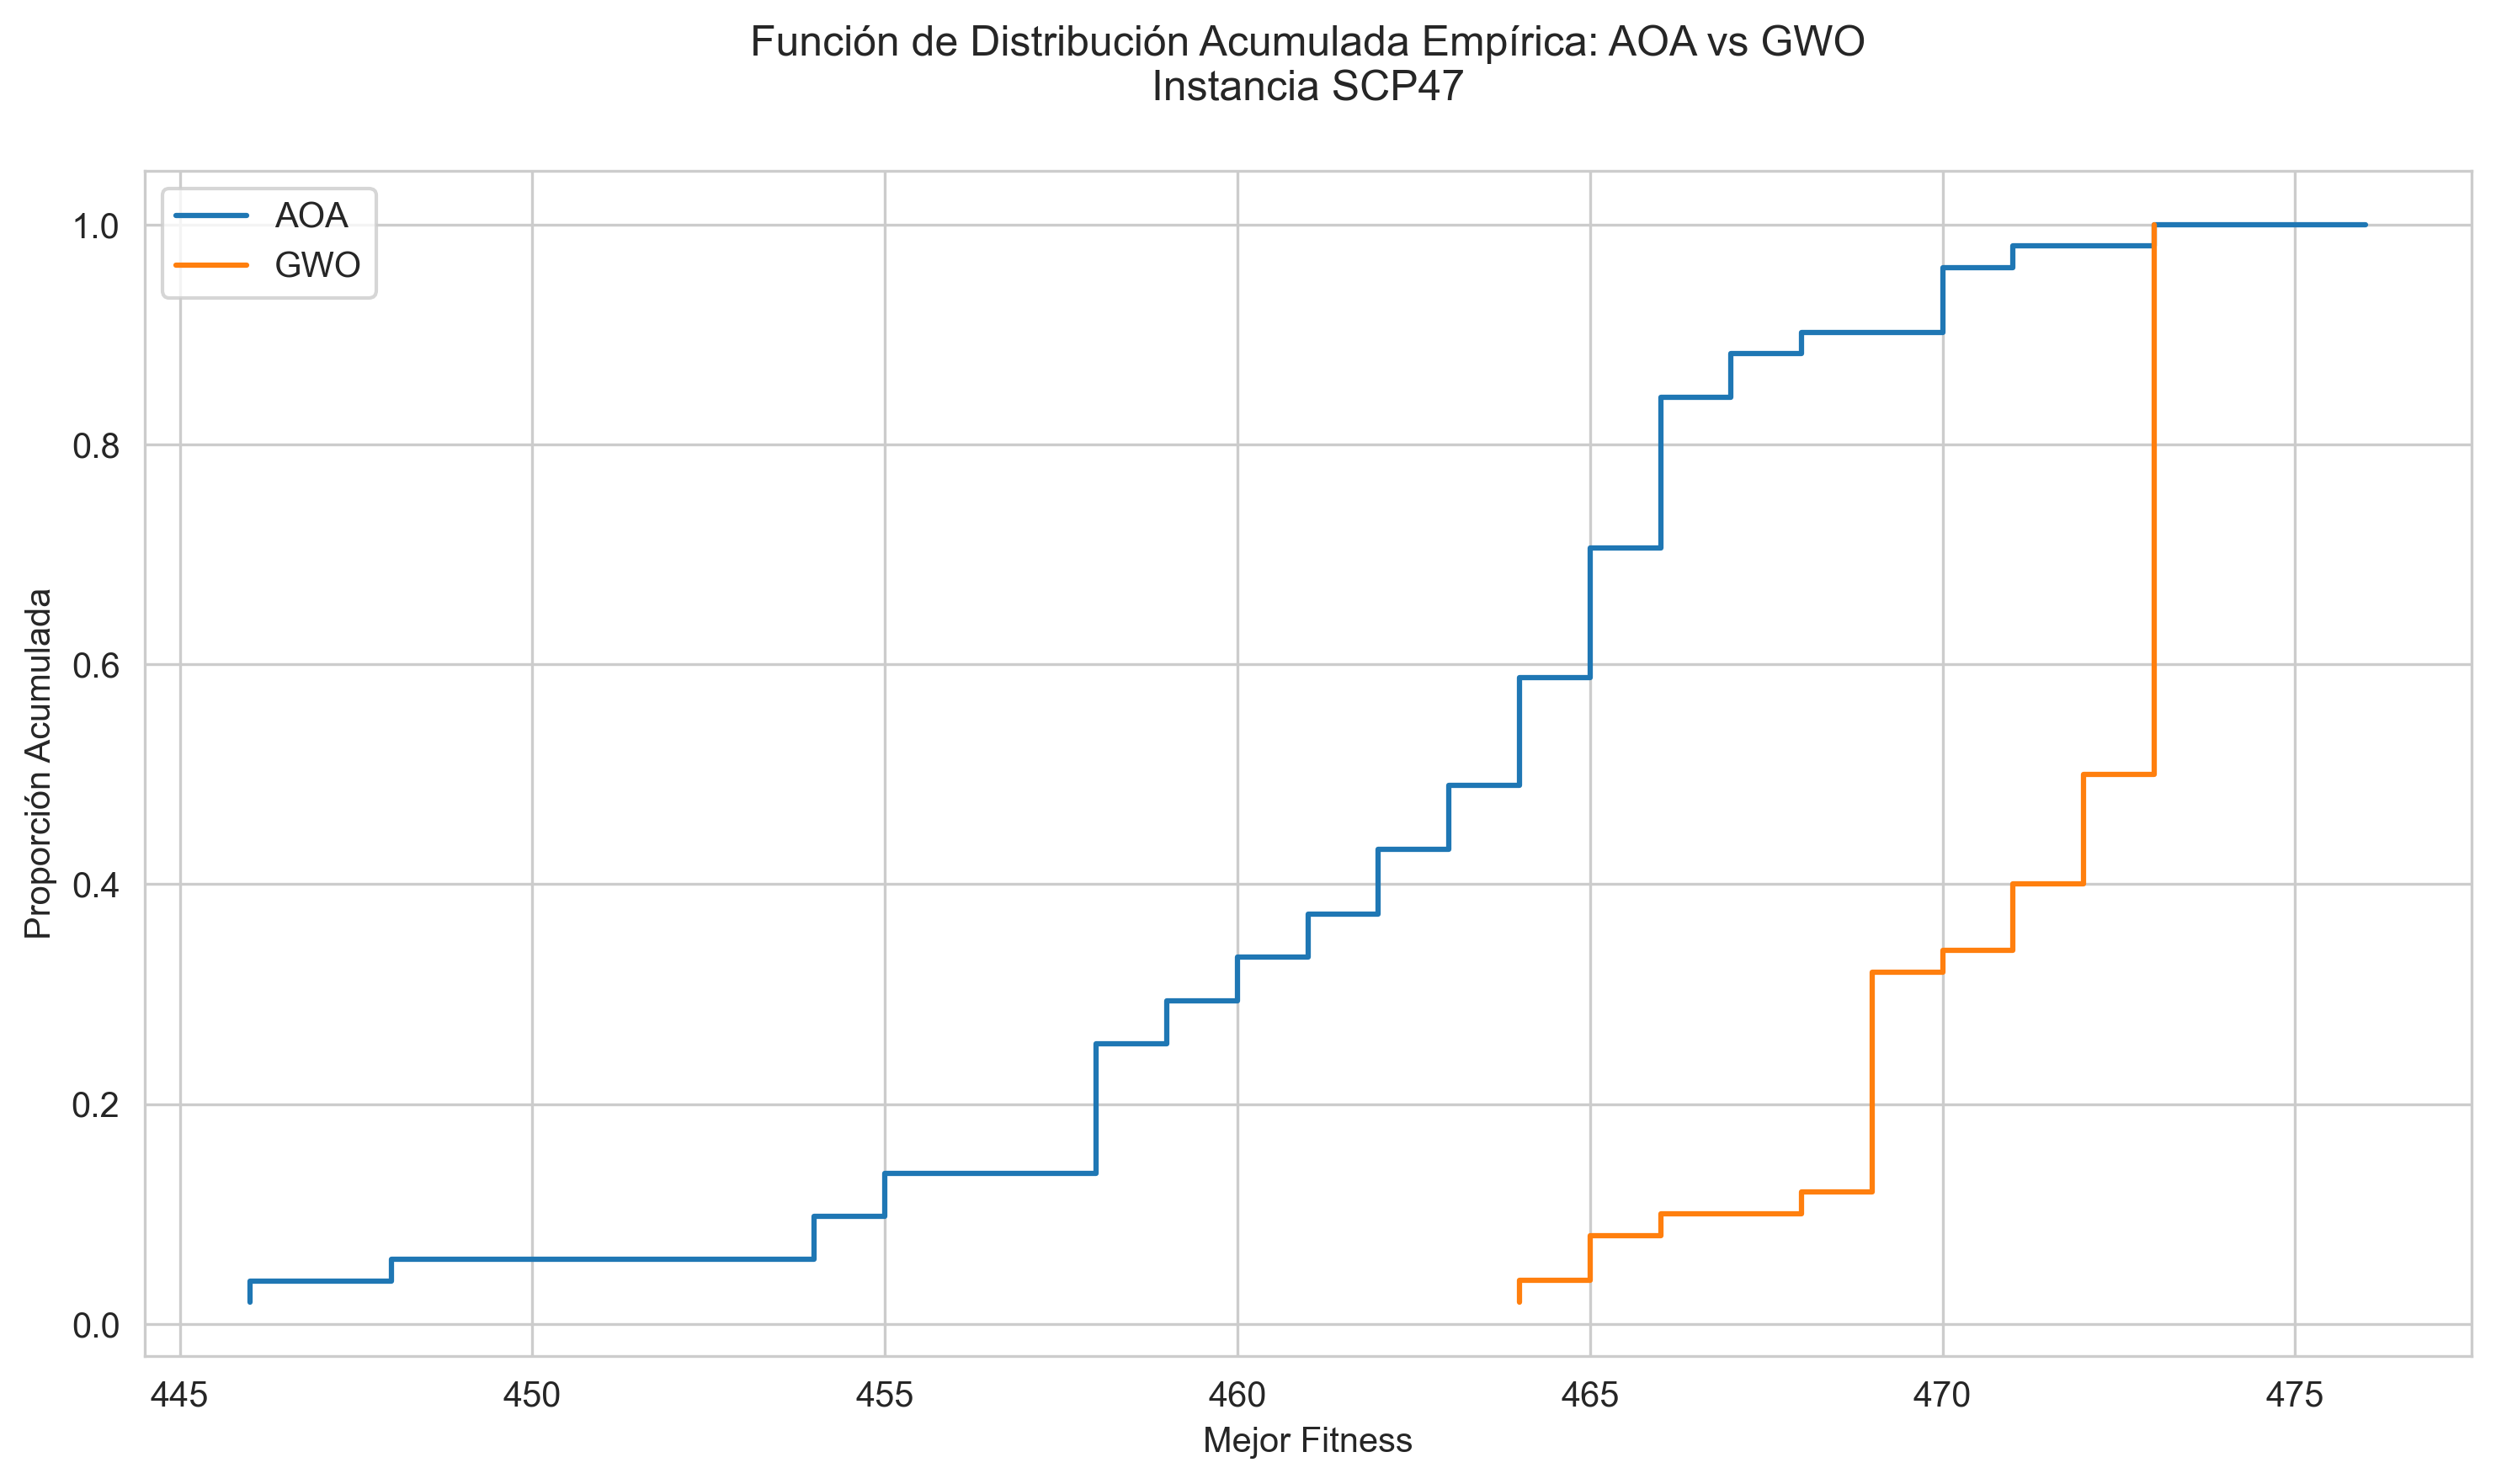 Función de Distribución Acumulada Empírica: AOA vs GWO
Instancia SCP47
AOA
GWO
1.0
0.8
0.6
0.4
0.2
0.0
Proporción Acumulada
445 450 455 460 465 470 475
Mejor Fitness